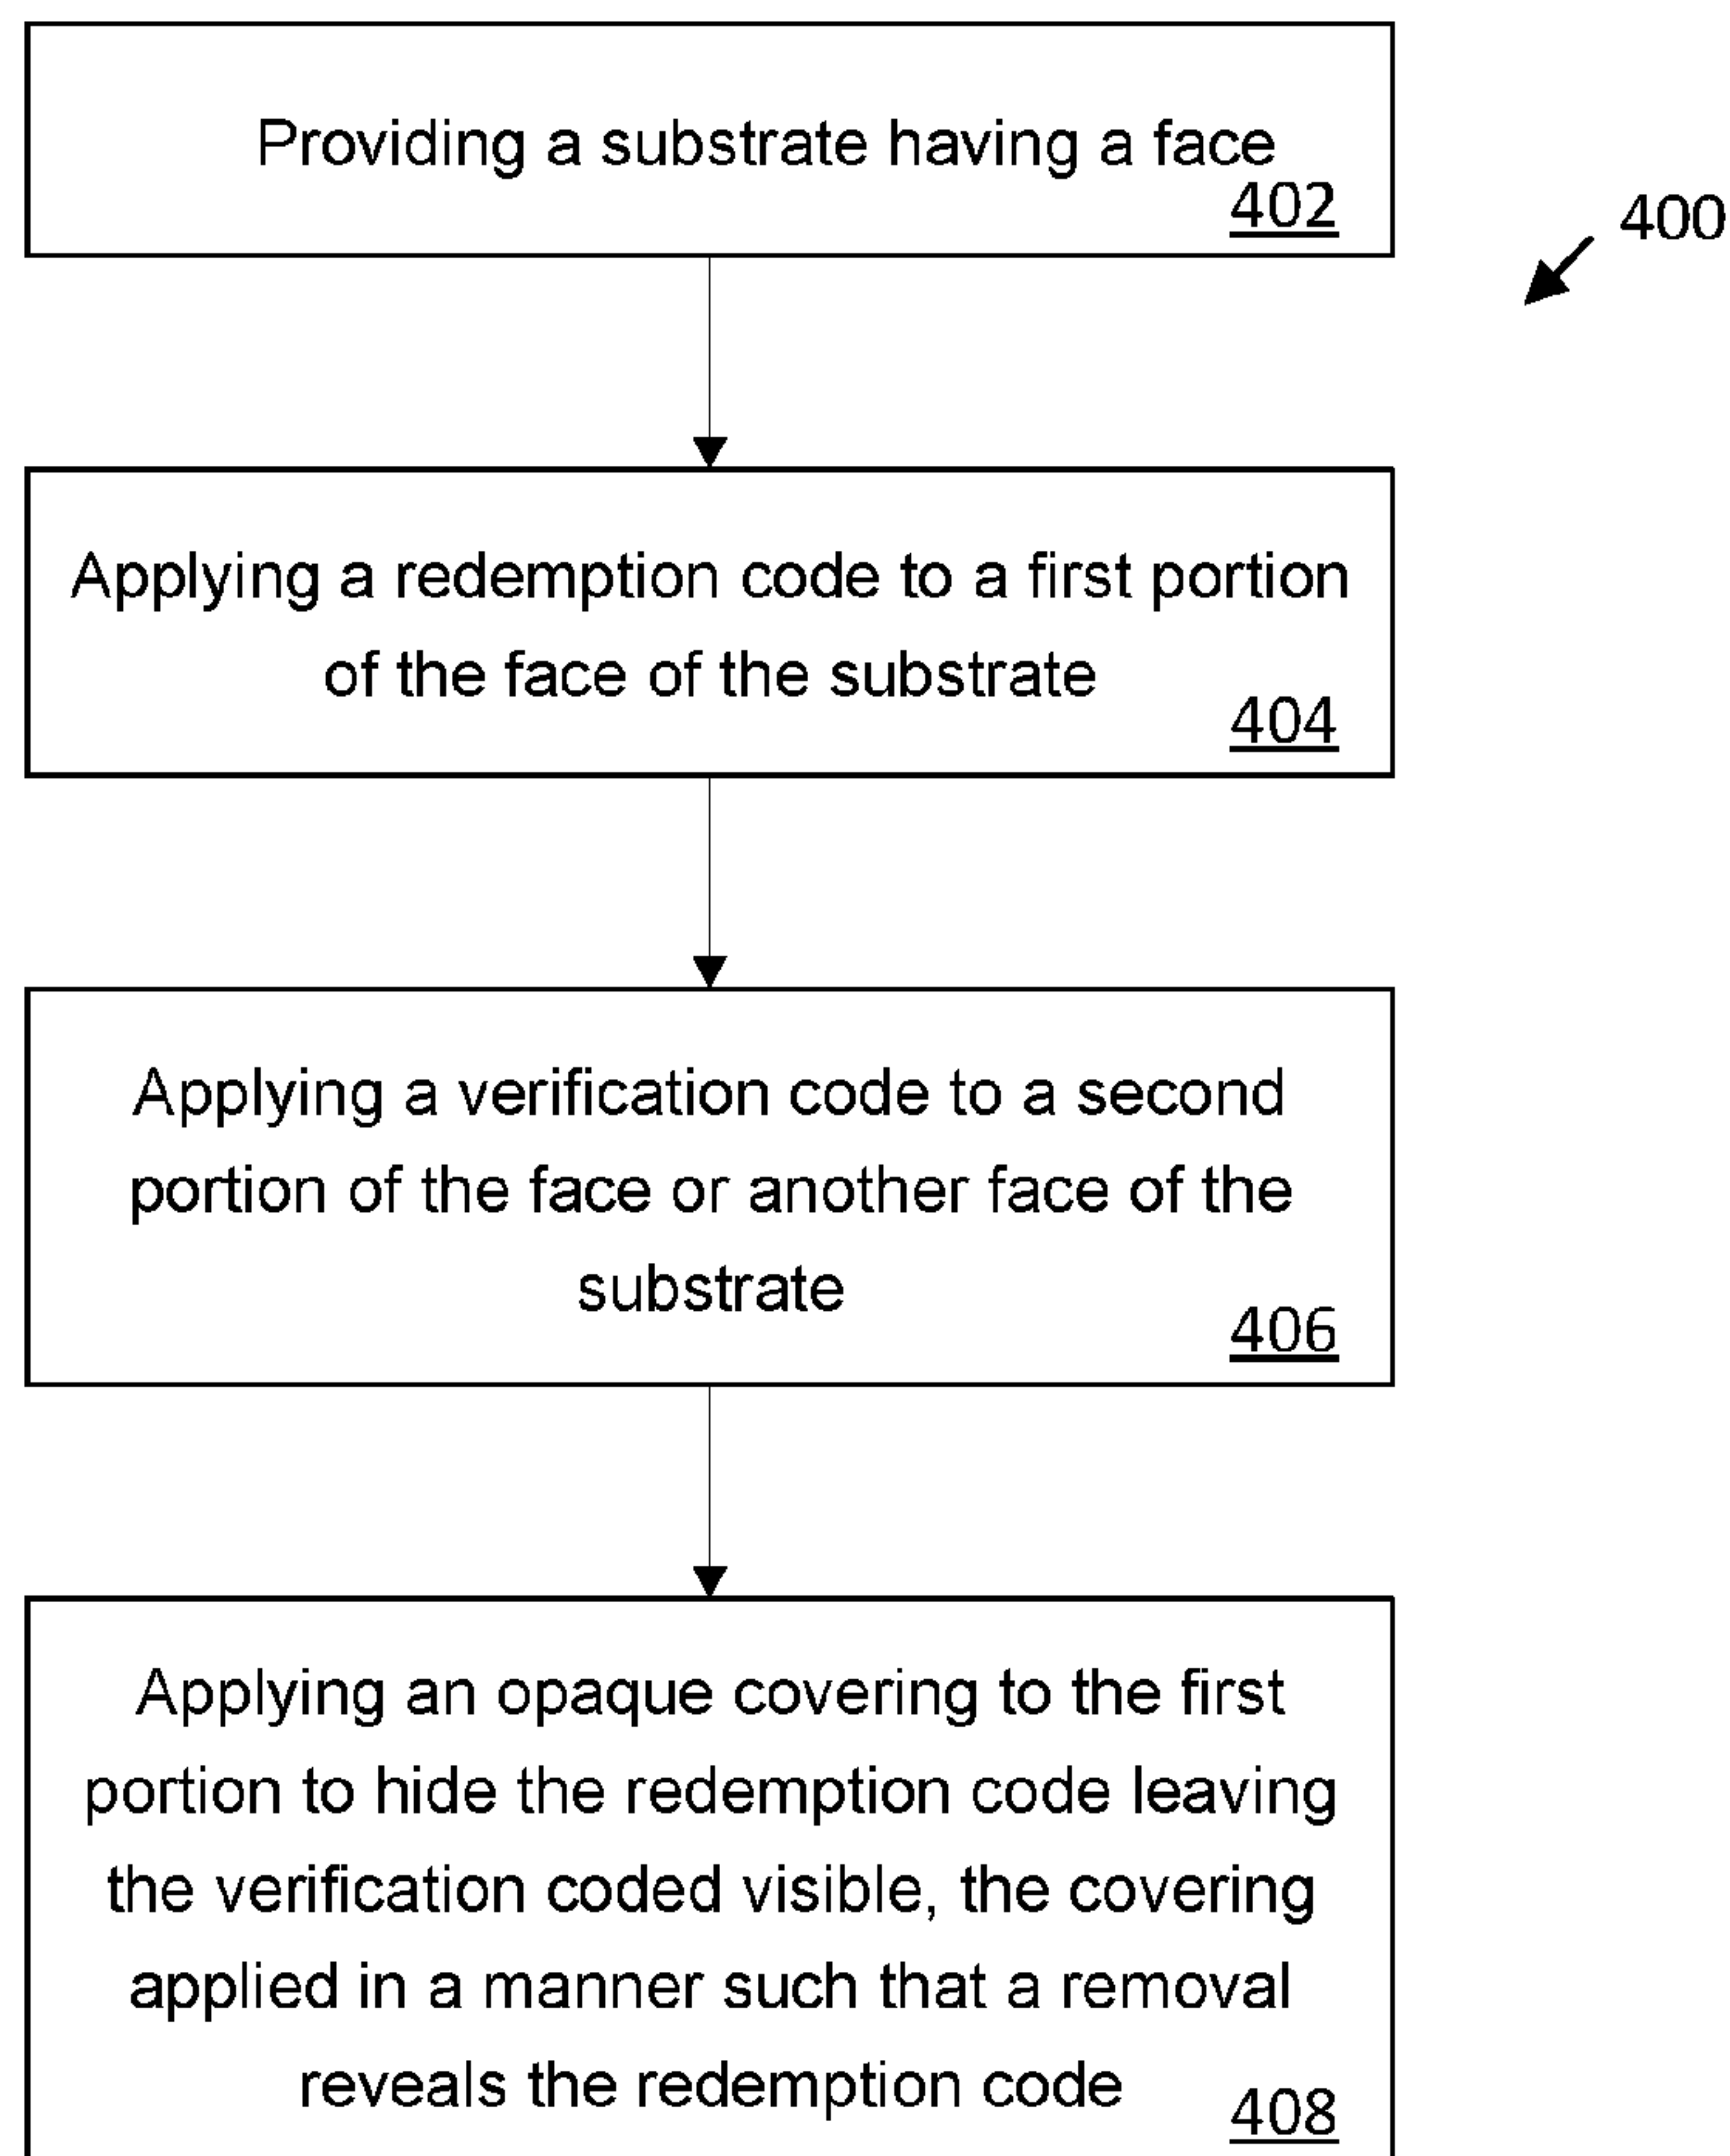 Providing a substrate having a face
402
400
Applying a redemption code to a first portion
of the face of the substrate
404
Applying a verification code to a second
portion of the face or another face of the
substrate
406
Applying an opaque covering to the first
portion to hide the redemption code leaving
the verification coded visible, the covering
applied in a manner such that a removal
reveals the redemption code
408